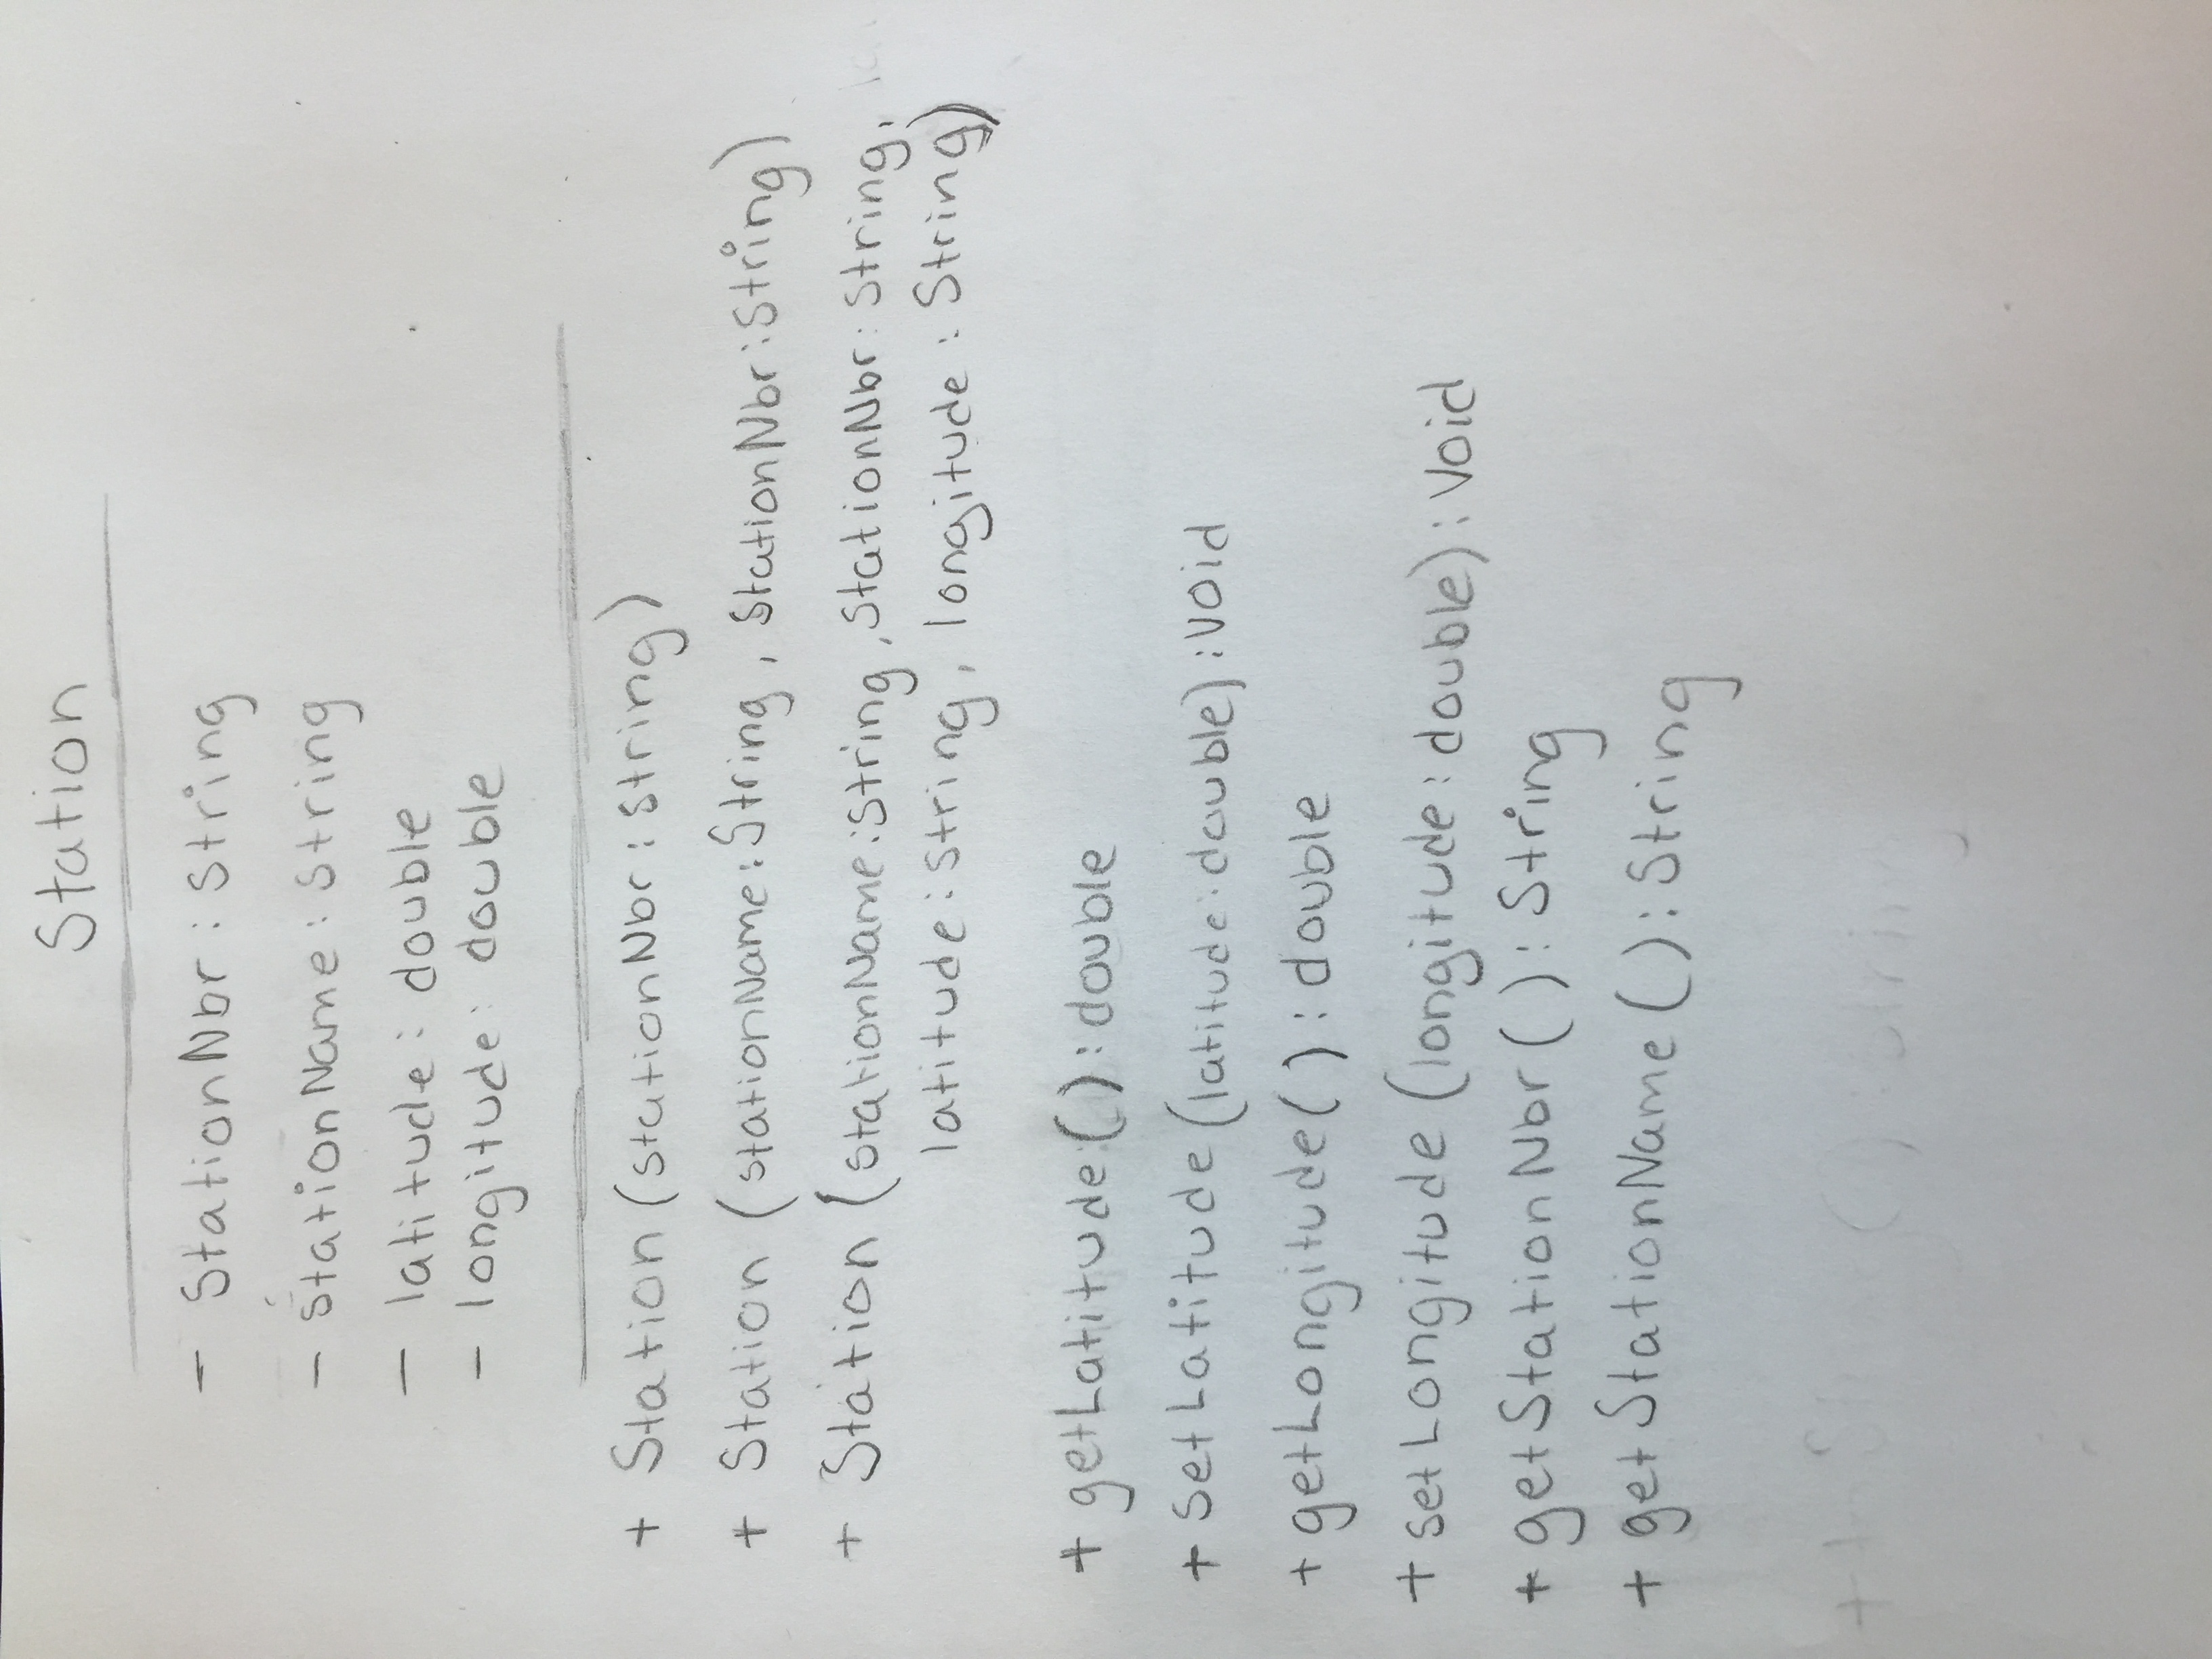 Station
- StationNbr : String
- stationName : String
- latitude : double
- longitude : double
+ Station (stationNbr : String)
+ Station (stationName : String, StationNbr : String)
+ Station (stationName : String, StationNbr : String,
latitude : String, longitude : String)
+ getLatitude () : double
+ setLatitude (latitude : double) : void
+ getLongitude () : double
+ setLongitude (longitude : double) : void
+ getStationNbr () : String
+ getStationName () : String
+ () : String